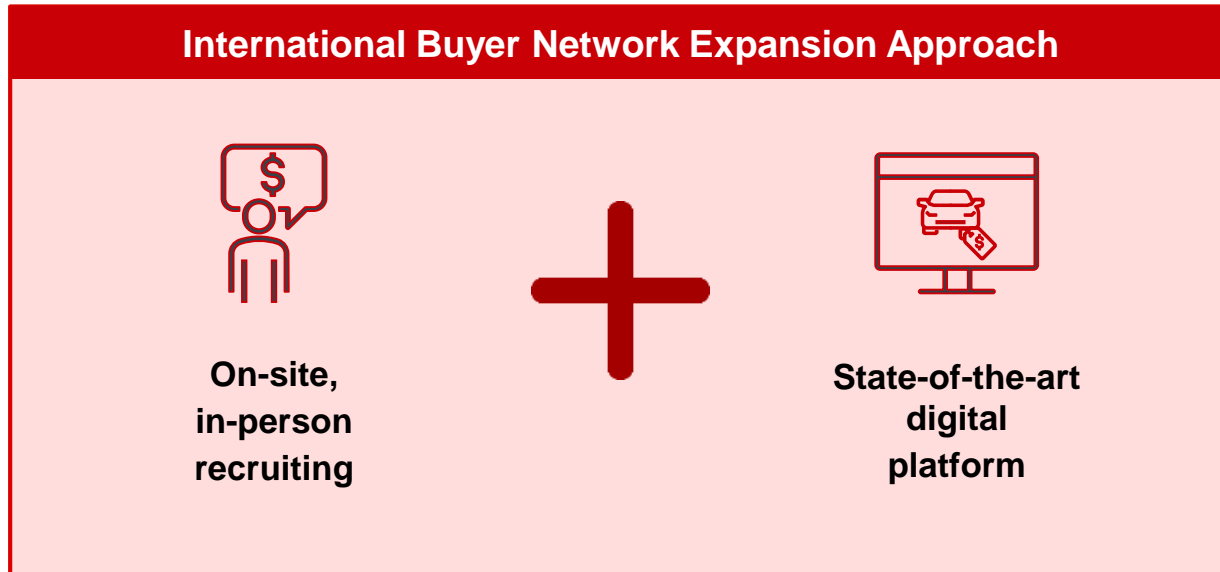 International Buyer Network Expansion Approach
$
$
On-site,
in-person
recruiting
State-of-the-art
digital
platform